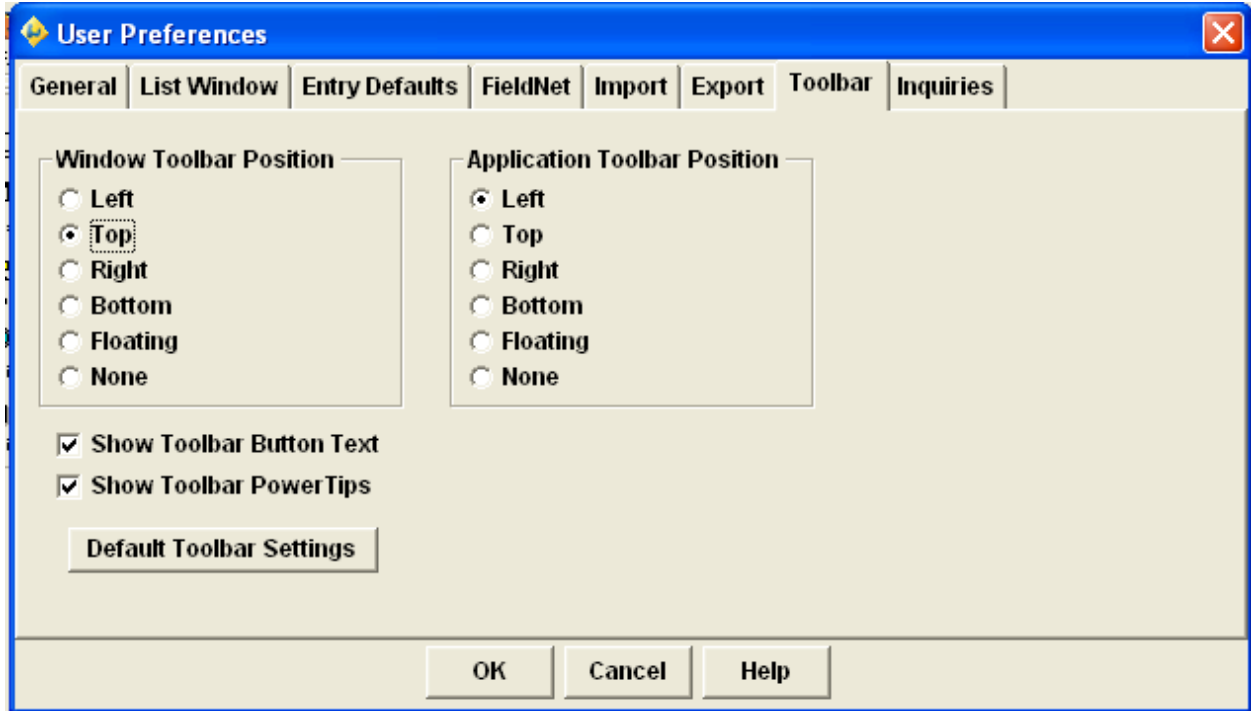 User Preferences
General List Window Entry Defaults FieldNet Import Export Toolbar Inquiries
Window Toolbar Position
Left
Top
Right
Bottom
Floating
None
Application Toolbar Position
Left
Top
Right
Bottom
Floating
None
Show Toolbar Button Text
Show Toolbar PowerTips
Default Toolbar Settings
OK Cancel Help